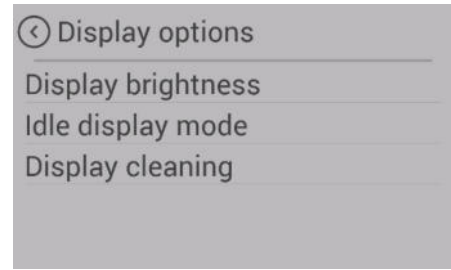 Display options
Display brightness
Idle display mode
Display cleaning